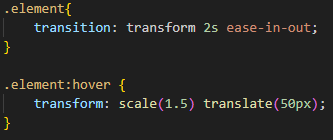 .element{
    transition: transform 2s ease-in-out;
}

.element:hover {
    transform: scale(1.5) translate(50px);
}